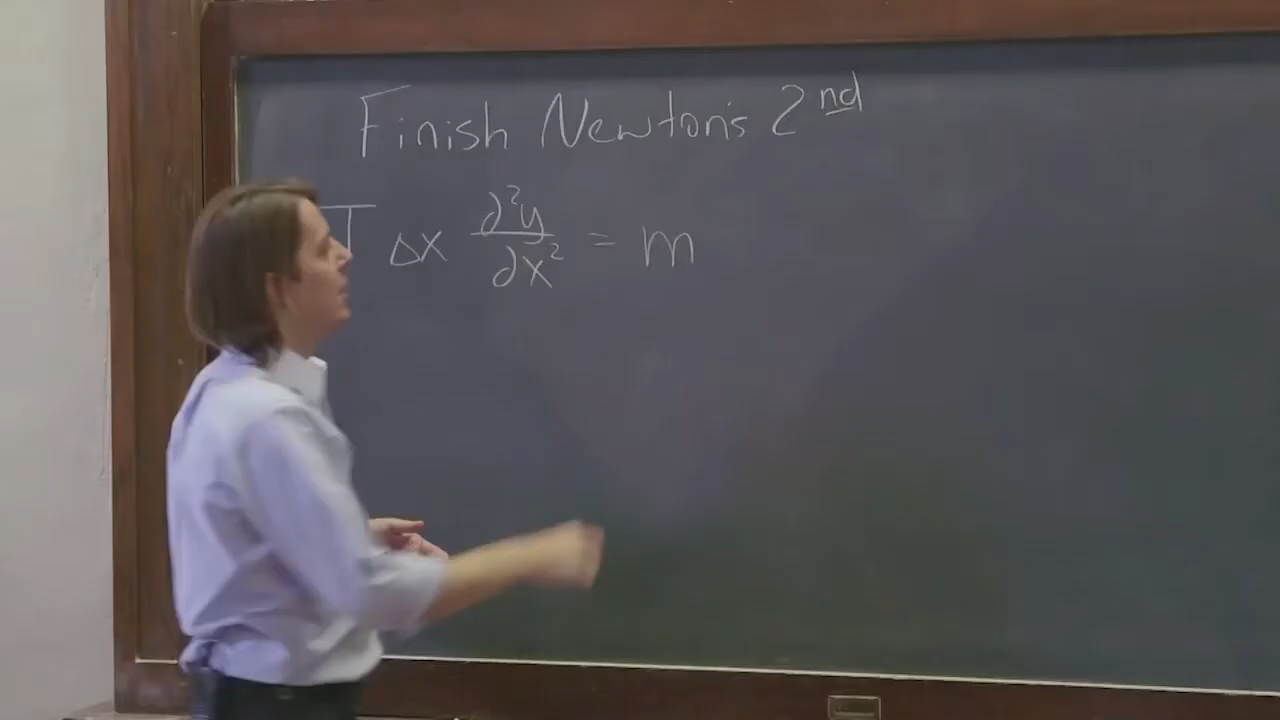 Finish Newton's 2nd
T Δx ∂²y/∂x² = m